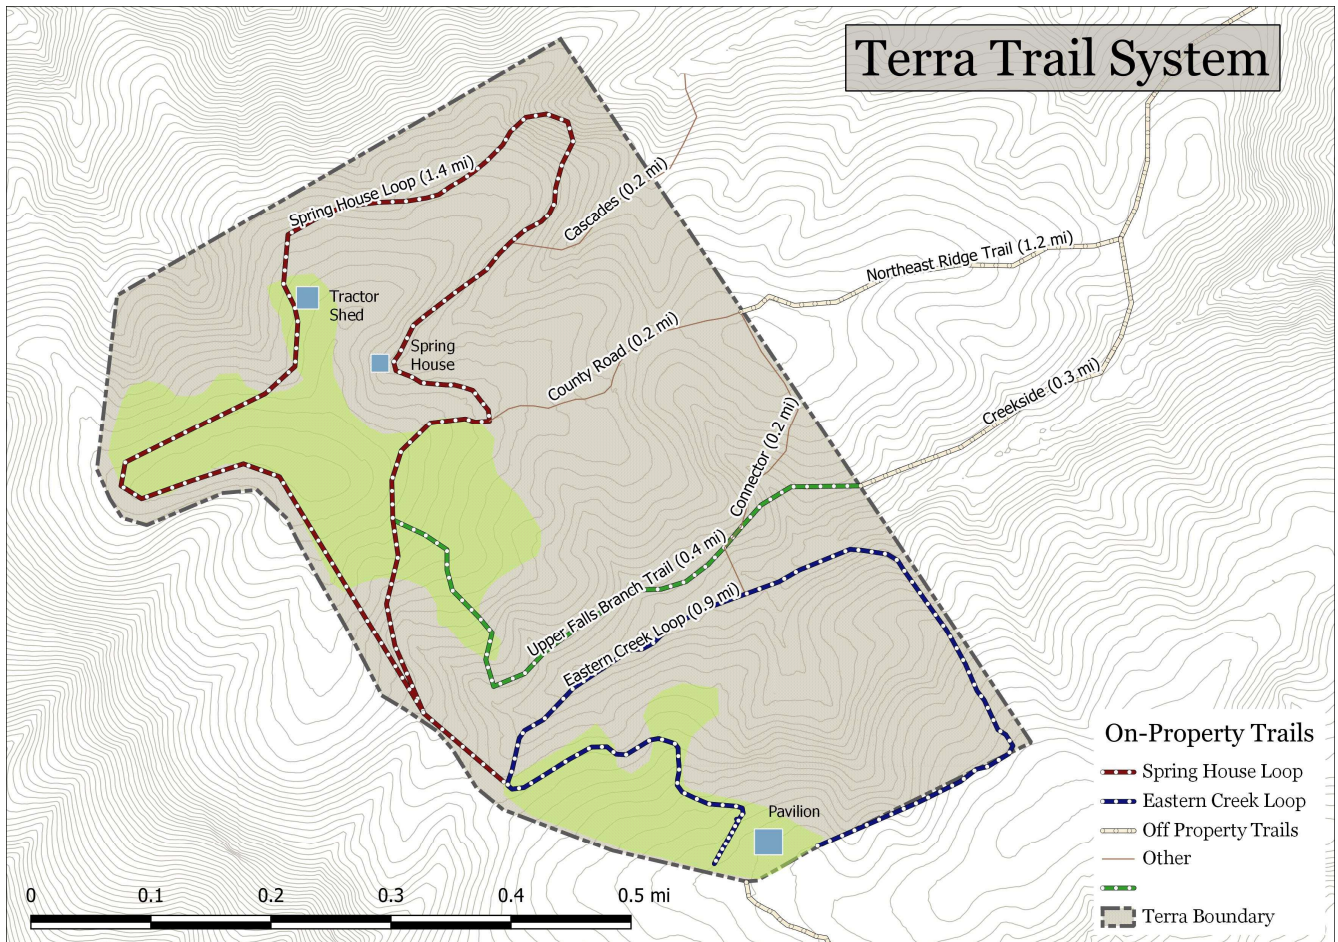 Terra Trail System
Spring House Loop (1.4 mi)
Cascades (0.2 mi)
Northeast Ridge Trail (1.2 mi)
Tractor
Shed
Spring
House
County Road (0.2 mi)
Creekside (0.3 mi)
Connector (0.2 mi)
Upper Falls Branch Trail (0.4 mi)
Eastern Creek Loop (0.9 mi)
Pavilion
On-Property Trails
Spring House Loop
Eastern Creek Loop
Off Property Trails
Other
Terra Boundary
0 0.1 0.2 0.3 0.4 0.5 mi